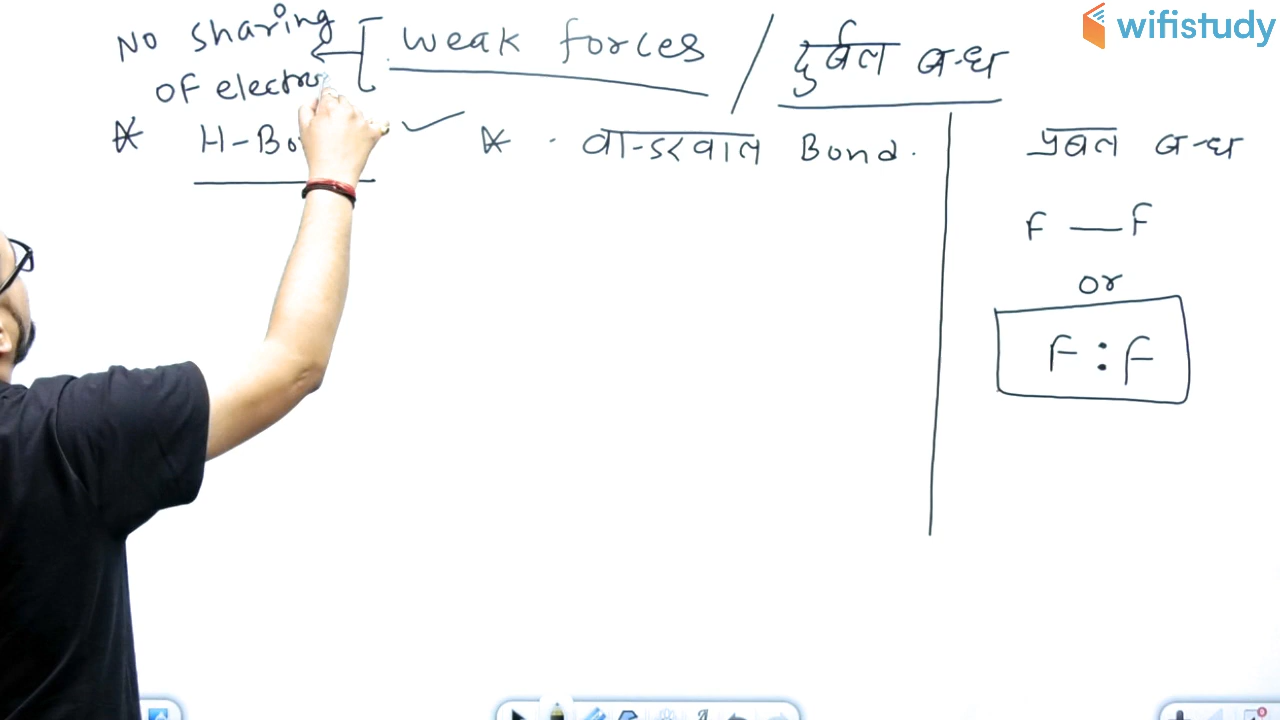 wifistudy
No sharing
of electro
weak forces / दुर्बल बन्ध
H-Bo
वान्डरवाल Bond.
प्रबल बन्ध
F — F
or
F : F